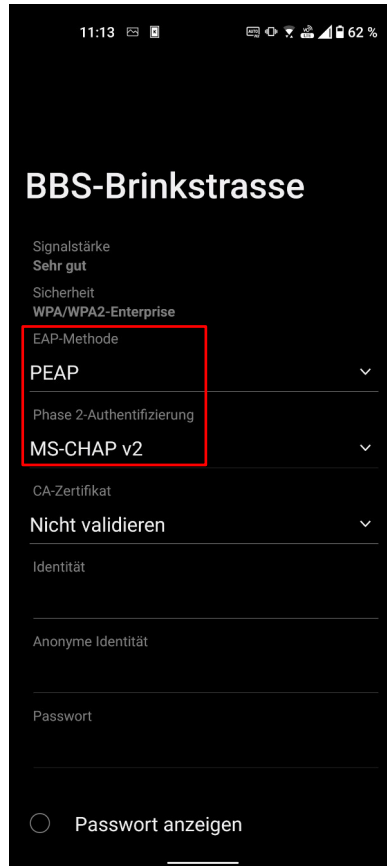 11:13
62 %
BBS-Brinkstrasse
Signalstärke
Sehr gut
Sicherheit
WPA/WPA2-Enterprise
EAP-Methode
PEAP
Phase 2-Authentifizierung
MS-CHAP v2
CA-Zertifikat
Nicht validieren
Identität
Anonyme Identität
Passwort
Passwort anzeigen